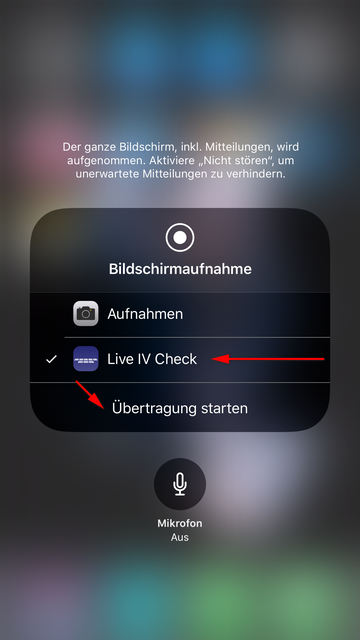 Der ganze Bildschirm, inkl. Mitteilungen, wird
aufgenommen. Aktiviere „Nicht stören“, um
unerwartete Mitteilungen zu verhindern.
Bildschirmaufnahme
Aufnahmen
Live IV Check
Übertragung starten
Mikrofon
Aus